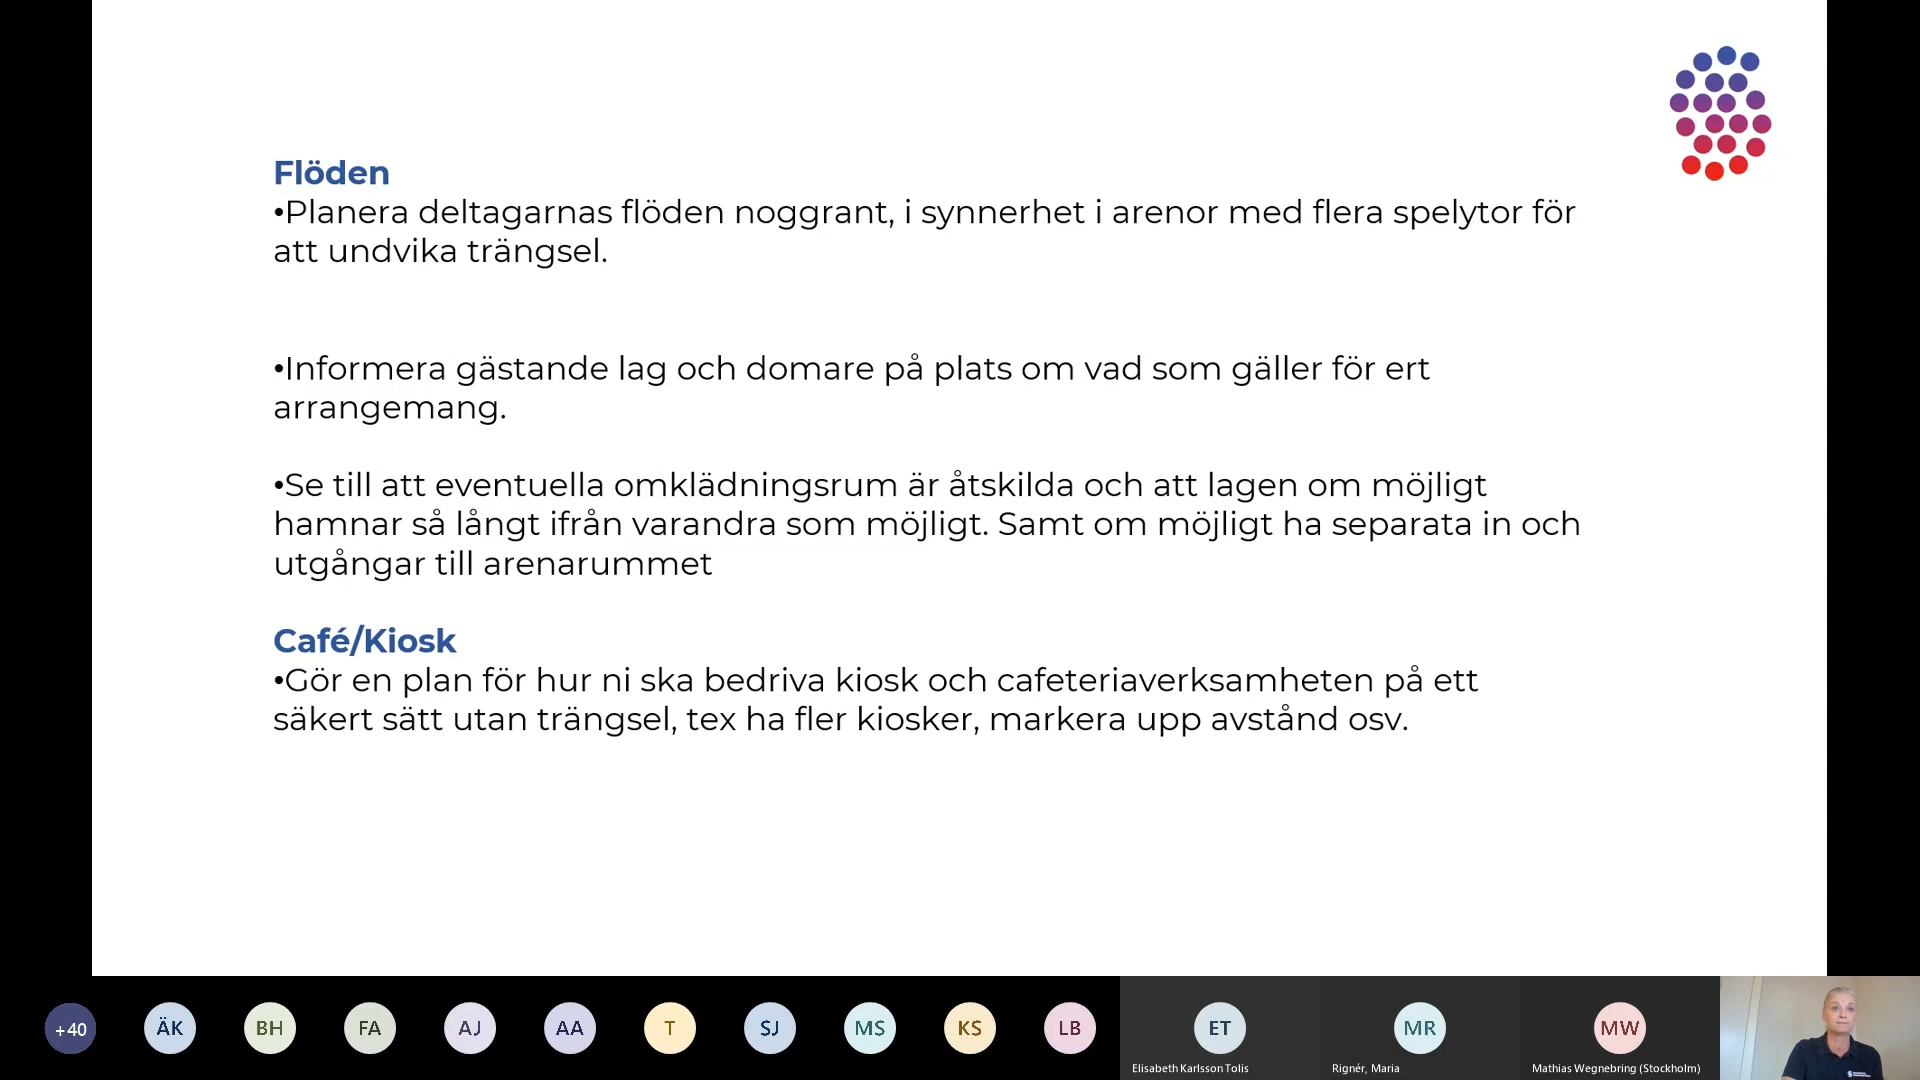 Flöden
•Planera deltagarnas flöden noggrant, i synnerhet i arenor med flera spelytor för
att undvika trängsel.
•Informera gästande lag och domare på plats om vad som gäller för ert
arrangemang.
•Se till att eventuella omklädningsrum är åtskilda och att lagen om möjligt
hamnar så långt ifrån varandra som möjligt. Samt om möjligt ha separata in och
utgångar till arenarummet
Café/Kiosk
•Gör en plan för hur ni ska bedriva kiosk och cafeteriaverksamheten på ett
säkert sätt utan trängsel, tex ha fler kiosker, markera upp avstånd osv.
+40 ÄK BH FA AJ AA T SJ MS KS LB ET MR MW
Elisabeth Karlsson Tolis Rignér, Maria Mathias Wegnebring (Stockholm)